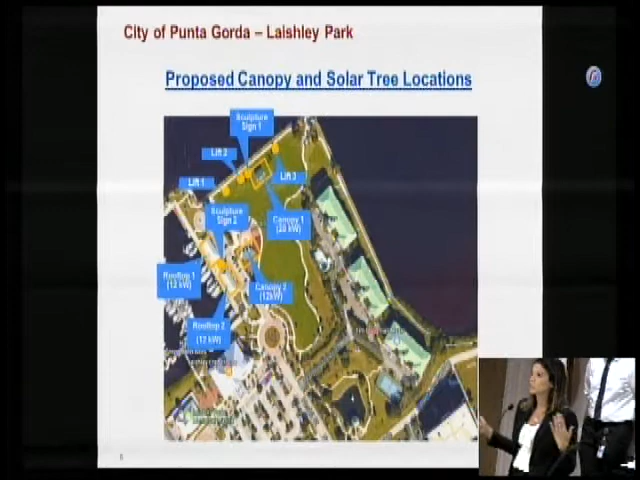 City of Punta Gorda – Laishley Park
Proposed Canopy and Solar Tree Locations
Sculpture
Sign 1
Lift 2
Lift 1
Lift 3
Sculpture
Sign 2
Canopy 1
(20 kW)
Rooftop 1
(12 kW)
Canopy 2
(12kW)
Rooftop 2
(12 kW)